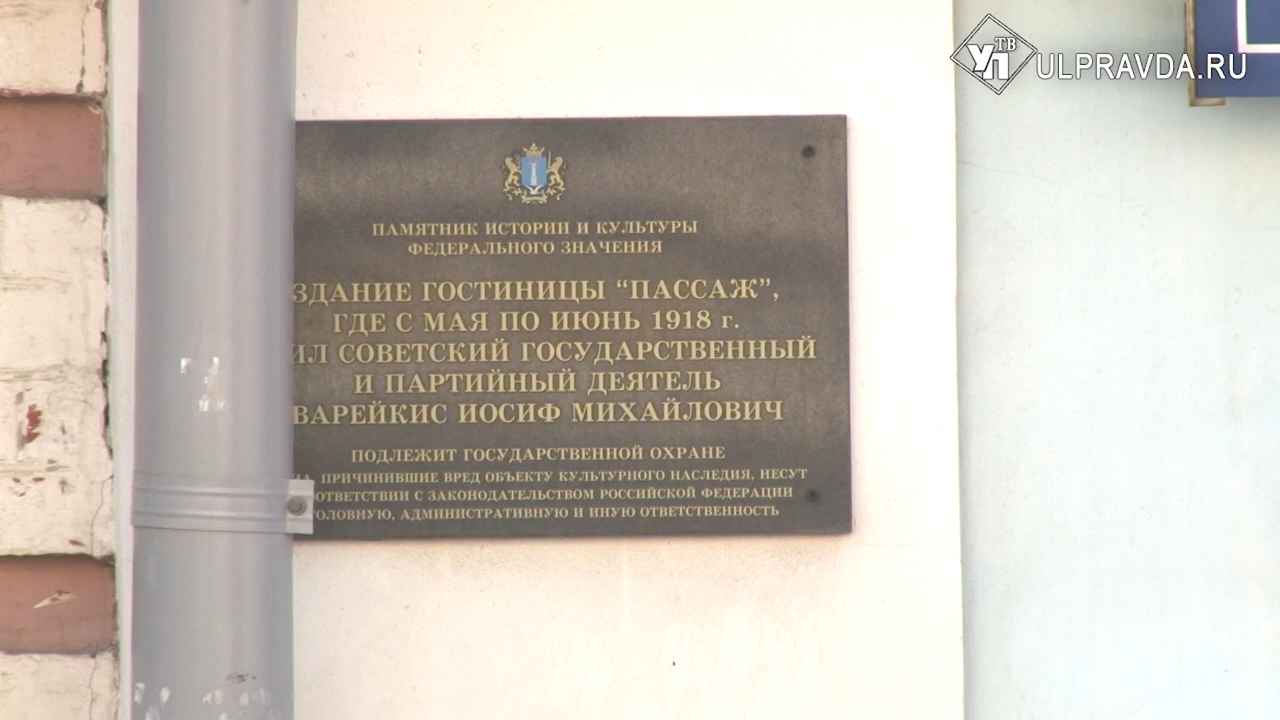 УП ТВ ULPRAVDA.RU
ПАМЯТНИК ИСТОРИИ И КУЛЬТУРЫ
ФЕДЕРАЛЬНОГО ЗНАЧЕНИЯ
ЗДАНИЕ ГОСТИНИЦЫ “ПАССАЖ”,
ГДЕ С МАЯ ПО ИЮНЬ 1918 г.
СОВЕТСКИЙ ГОСУДАРСТВЕННЫЙ
И ПАРТИЙНЫЙ ДЕЯТЕЛЬ
ВАРЕЙКИС ИОСИФ МИХАЙЛОВИЧ
ПОДЛЕЖИТ ГОСУДАРСТВЕННОЙ ОХРАНЕ
ПРИЧИНИВШИЕ ВРЕД ОБЪЕКТУ КУЛЬТУРНОГО НАСЛЕДИЯ, НЕСУТ
ОТВЕТСТВИИ С ЗАКОНОДАТЕЛЬСТВОМ РОССИЙСКОЙ ФЕДЕРАЦИИ
ГОЛОВНУЮ, АДМИНИСТРАТИВНУЮ И ИНУЮ ОТВЕТСТВЕННОСТЬ